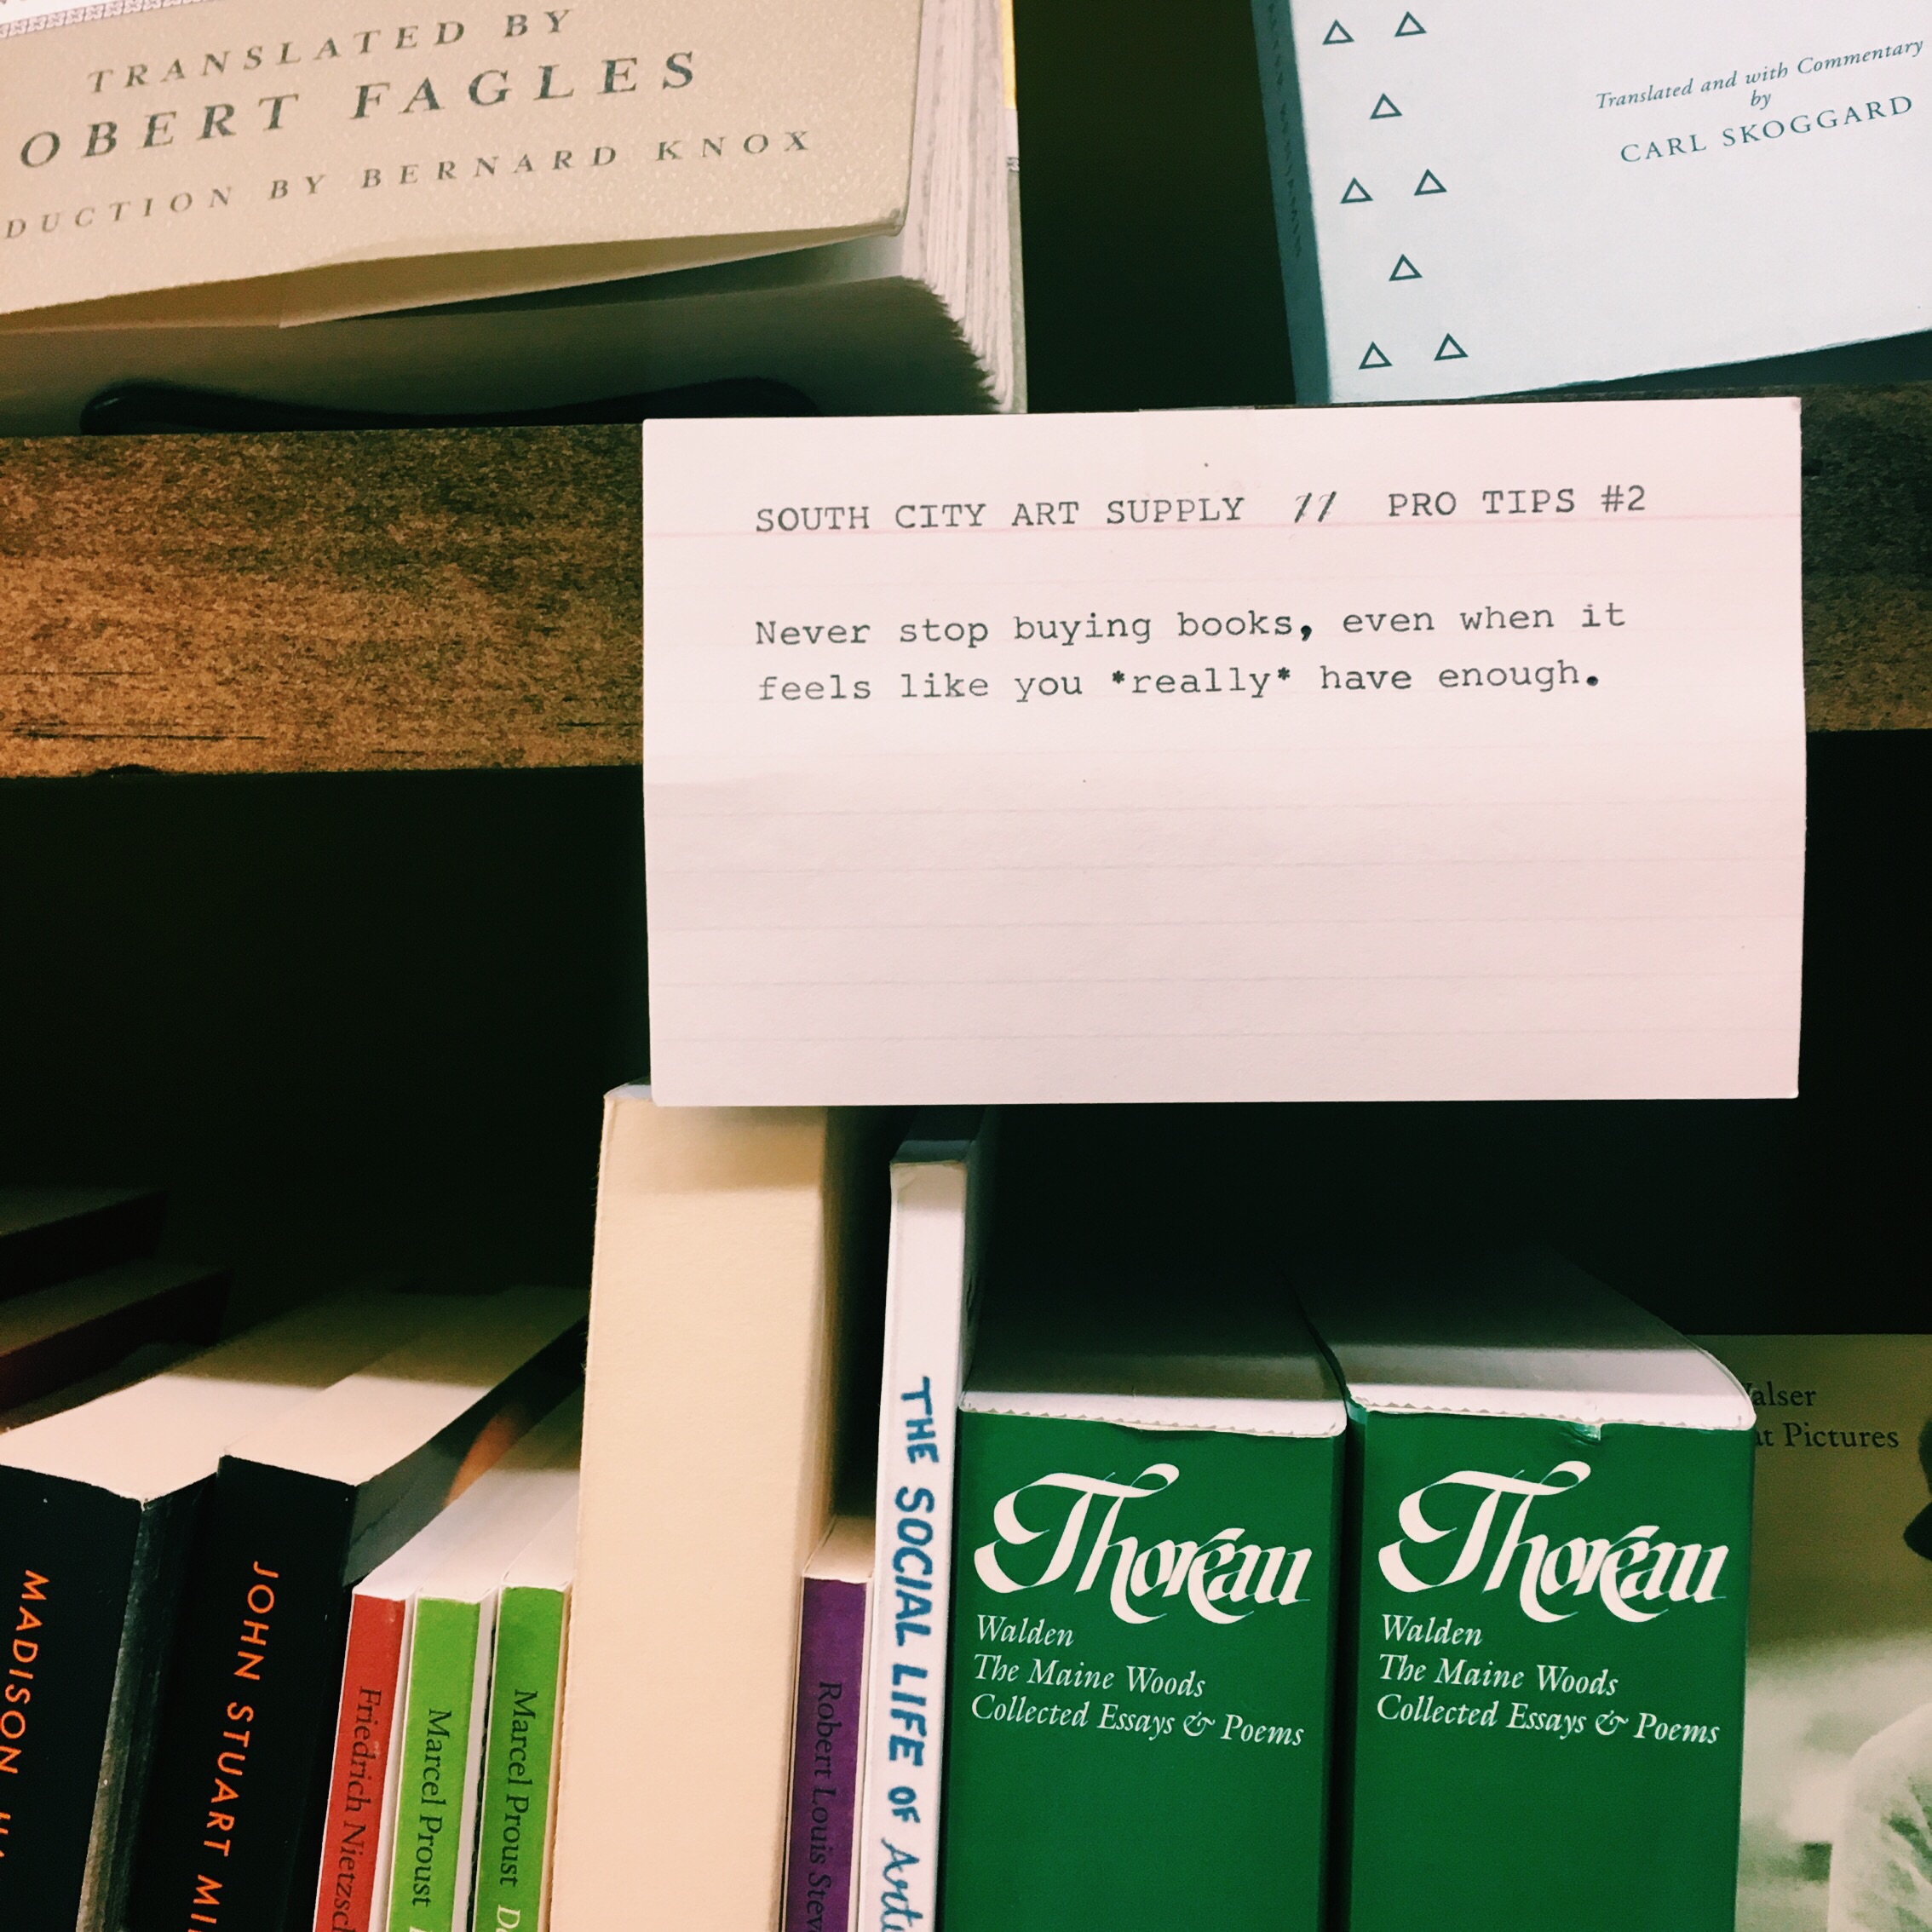 TRANSLATED BY
OBERT FAGLES
DUCTION BY BERNARD KNOX
Translated and with Commentary
by
CARL SKOGGARD
SOUTH CITY ART SUPPLY // PRO TIPS #2
Never stop buying books, even when it
feels like you *really* have enough.
MADISON
JOHN STUART MI
Friedrich Nietzsch
Marcel Proust
Marcel Proust D
Robert Louis Stev
THE SOCIAL LIFE OF Art
Thoreau
Walden
The Maine Woods
Collected Essays & Poems
Thoreau
Walden
The Maine Woods
Collected Essays & Poems
alser
at Pictures